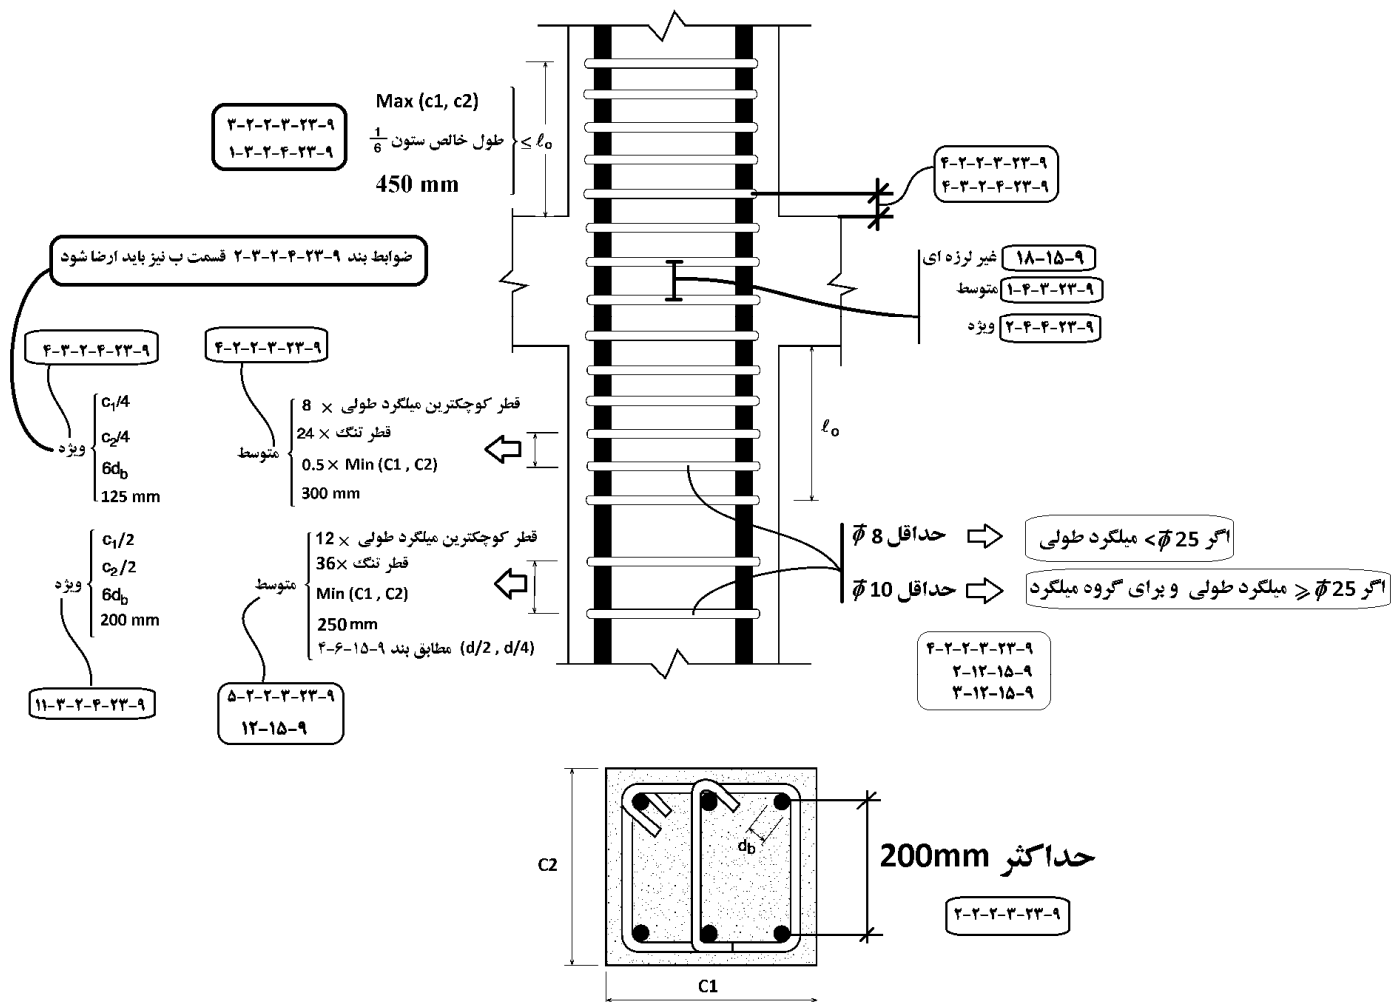 Max (c1, c2)
1/6 طول خالص ستون
450 mm
≤ ℓo
۹-۲۳-۳-۲-۲-۳
۹-۲۳-۴-۲-۳-۱
۹-۲۳-۳-۲-۲-۴
۹-۲۳-۴-۲-۳-۴
ضوابط بند ۹-۲۳-۴-۲-۳-۲ قسمت ب نیز باید ارضا شود
غیر لرزه ای ۹-۱۵-۱۸
متوسط ۹-۲۳-۳-۴-۱
ویژه ۹-۲۳-۴-۴-۲
۹-۲۳-۴-۲-۳-۴
۹-۲۳-۳-۲-۲-۴
ویژه
c1/4
c2/4
6db
125 mm
متوسط
8 × قطر کوچکترین میلگرد طولی
24 × قطر تنگ
0.5 × Min (C1 , C2)
300 mm
ℓo
ویژه
c1/2
c2/2
6db
200 mm
متوسط
12 × قطر کوچکترین میلگرد طولی
36× قطر تنگ
Min (C1 , C2)
250 mm
(d/2 , d/4) مطابق بند ۹-۱۵-۶-۴
حداقل 8 Φ
اگر Φ 25 > میلگرد طولی
حداقل 10 Φ
اگر Φ 25 ⩾ میلگرد طولی و برای گروه میلگرد
۹-۲۳-۳-۲-۲-۴
۹-۱۵-۱۲-۲
۹-۱۵-۱۲-۳
۹-۲۳-۴-۲-۳-۱۱
۹-۲۳-۳-۲-۲-۵
۹-۱۵-۱۲
db
C2
حداکثر 200mm
۹-۲۳-۳-۲-۲-۲
C1